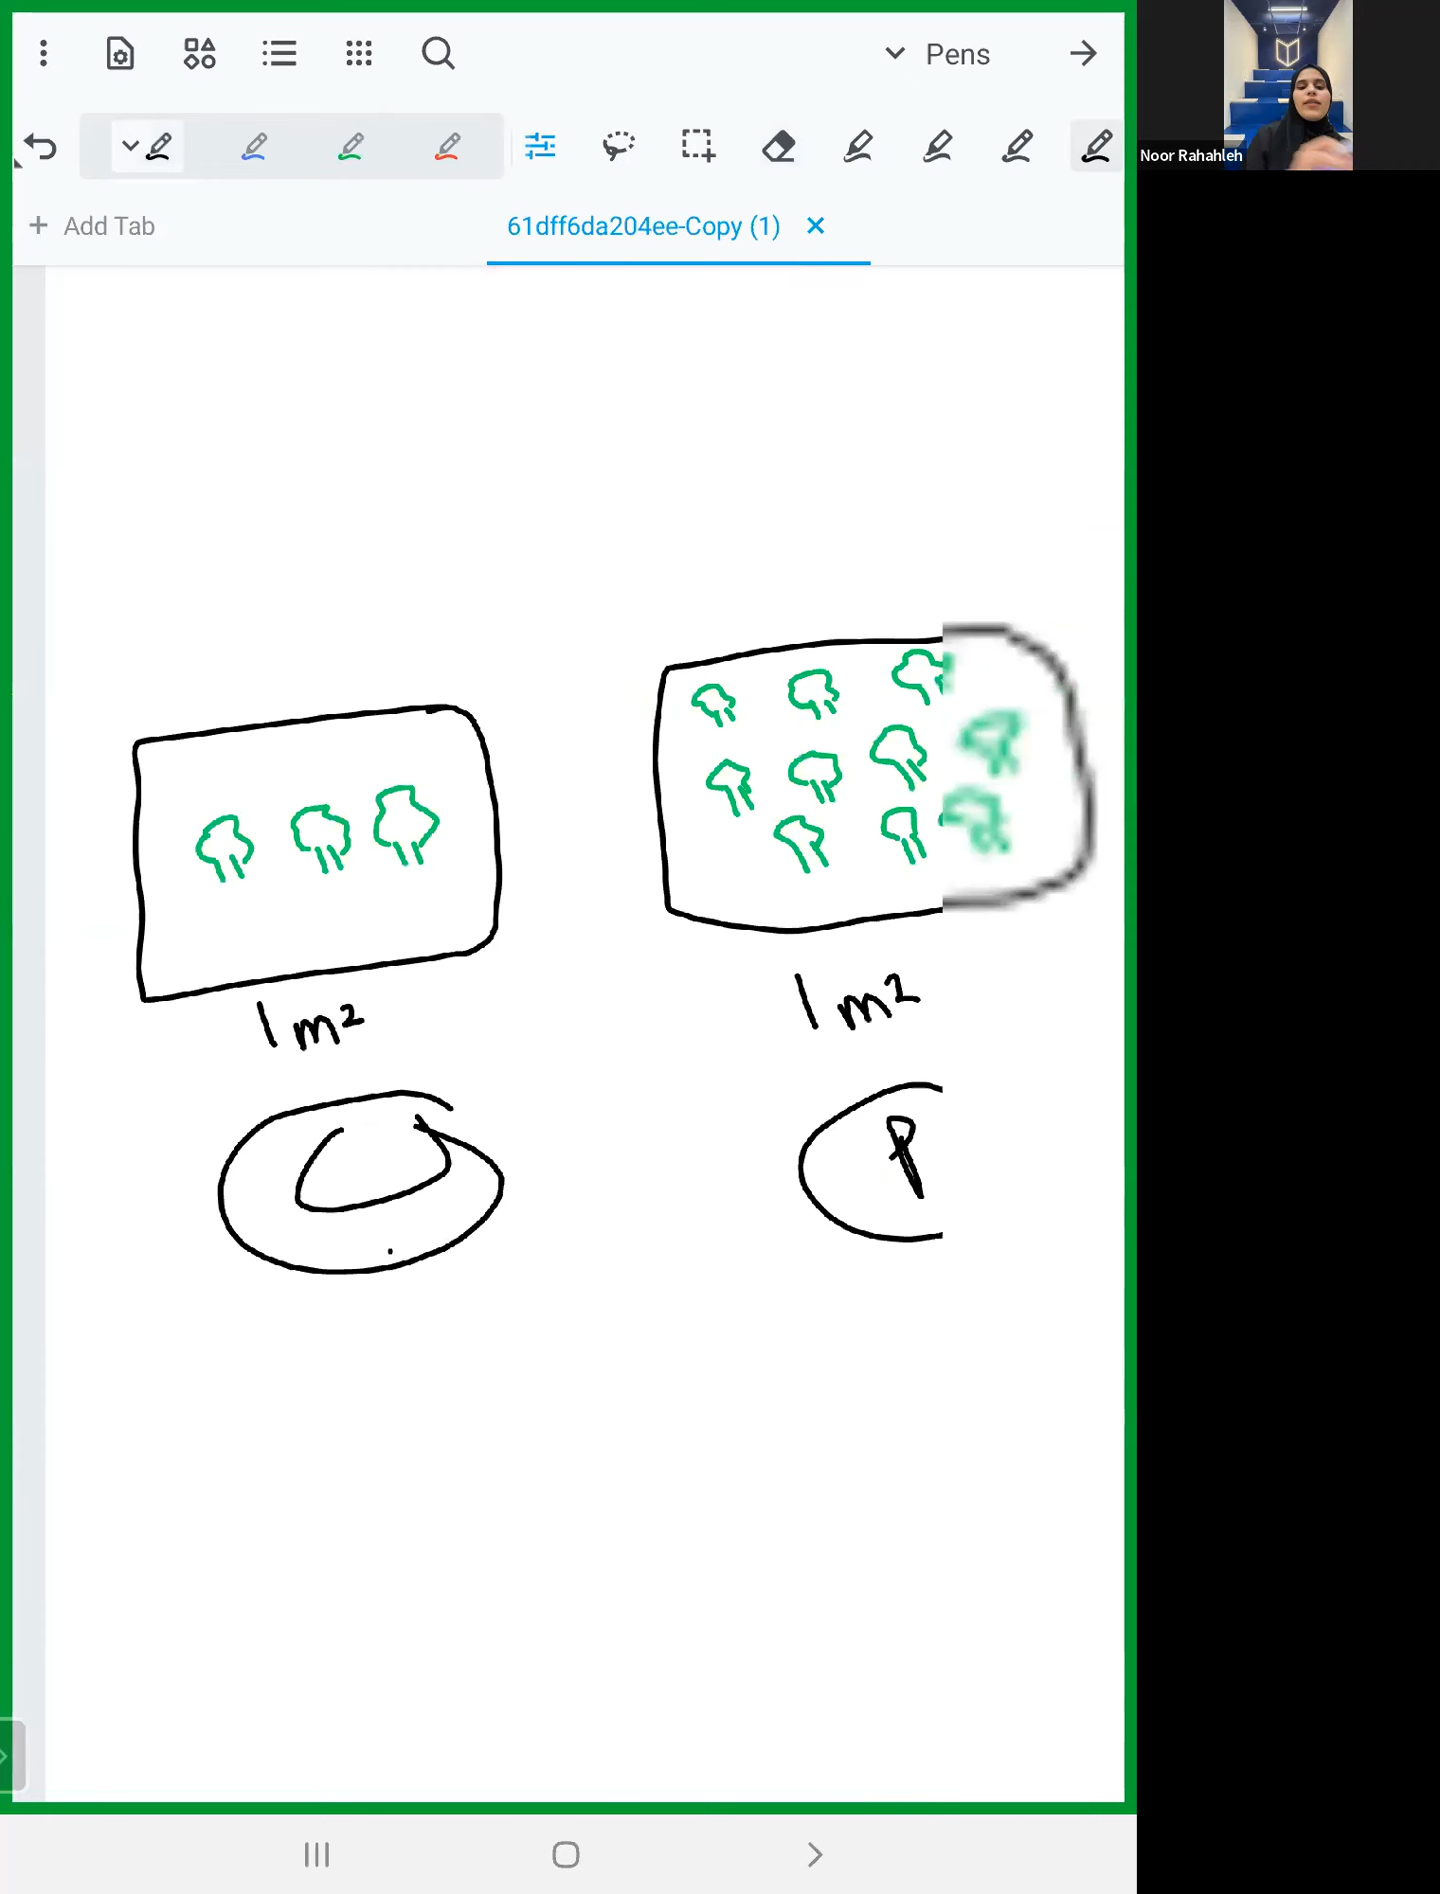 Pens
Add Tab
61dff6da204ee-Copy (1)
Noor Rahahleh
1 m²
1 m²
P